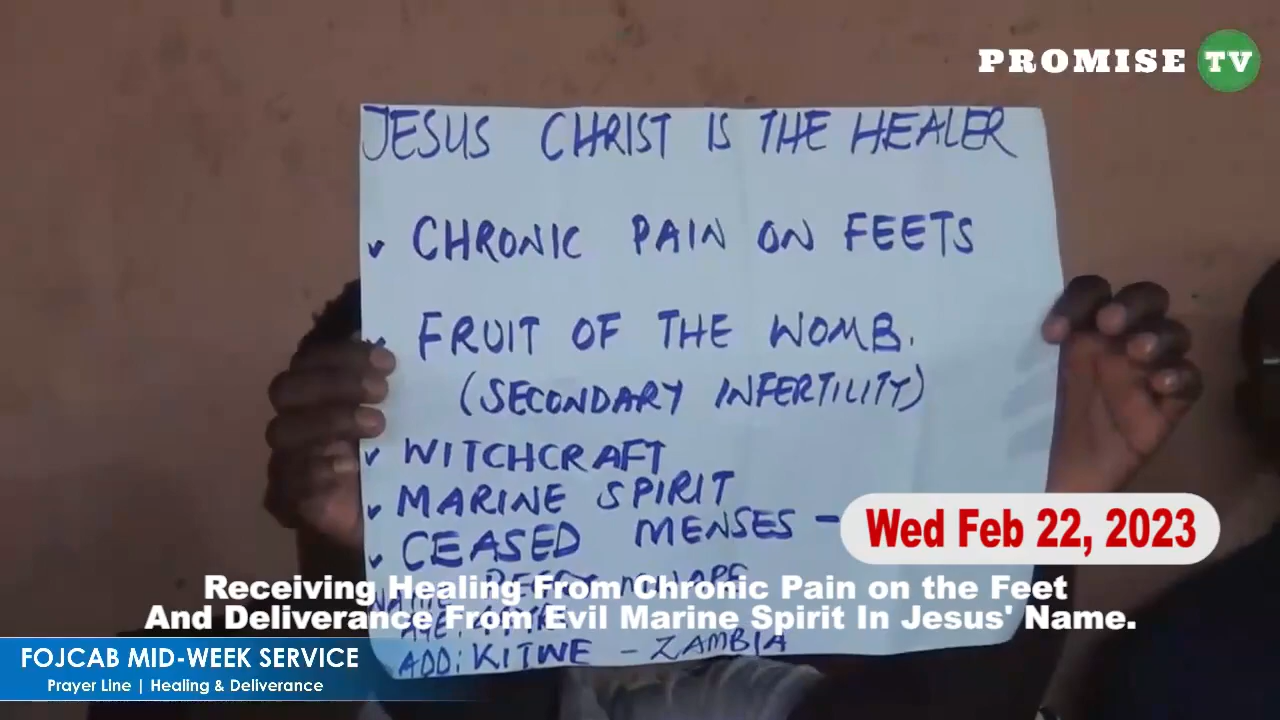 PROMISE TV
JESUS CHRIST IS THE HEALER
CHRONIC PAIN ON FEETS
FRUIT OF THE WOMB.
(SECONDARY INFERTILITY)
WITCHCRAFT
MARINE SPIRIT
CEASED MENSES -
Wed Feb 22, 2023
Receiving Healing From Chronic Pain on the Feet
And Deliverance From Evil Marine Spirit In Jesus' Name.
ADD: KITWE - ZAMBIA
FOJCAB MID-WEEK SERVICE
Prayer Line | Healing & Deliverance